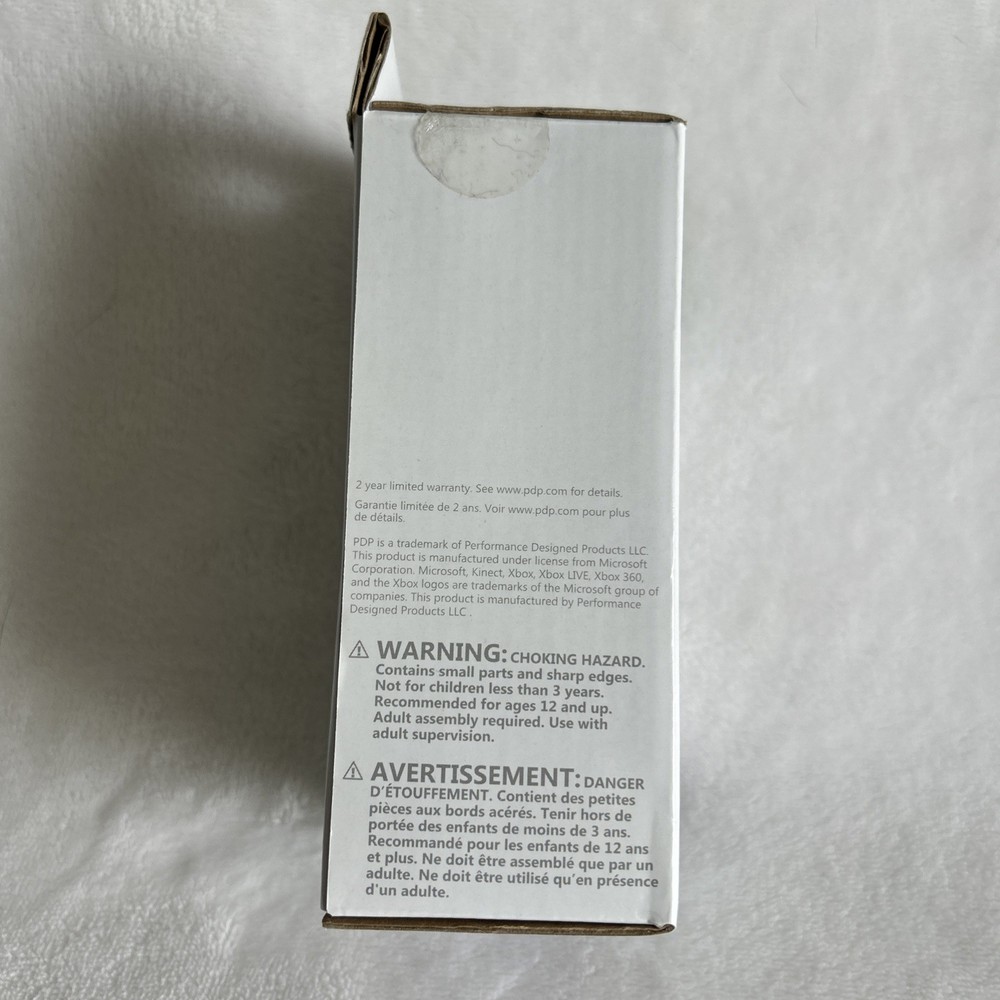 2 year limited warranty. See www.pdp.com for details.
Garantie limitée de 2 ans. Voir www.pdp.com pour plus
de détails.
PDP is a trademark of Performance Designed Products LLC.
This product is manufactured under license from Microsoft
Corporation. Microsoft, Kinect, Xbox, Xbox LIVE, Xbox 360,
and the Xbox logos are trademarks of the Microsoft group of
companies. This product is manufactured by Performance
Designed Products LLC .
WARNING: CHOKING HAZARD.
Contains small parts and sharp edges.
Not for children less than 3 years.
Recommended for ages 12 and up.
Adult assembly required. Use with
adult supervision.
AVERTISSEMENT: DANGER
D'ÉTOUFFEMENT. Contient des petites
pièces aux bords acérés. Tenir hors de
portée des enfants de moins de 3 ans.
Recommandé pour les enfants de 12 ans
et plus. Ne doit être assemblé que par un
adulte. Ne doit être utilisé qu'en présence
d'un adulte.